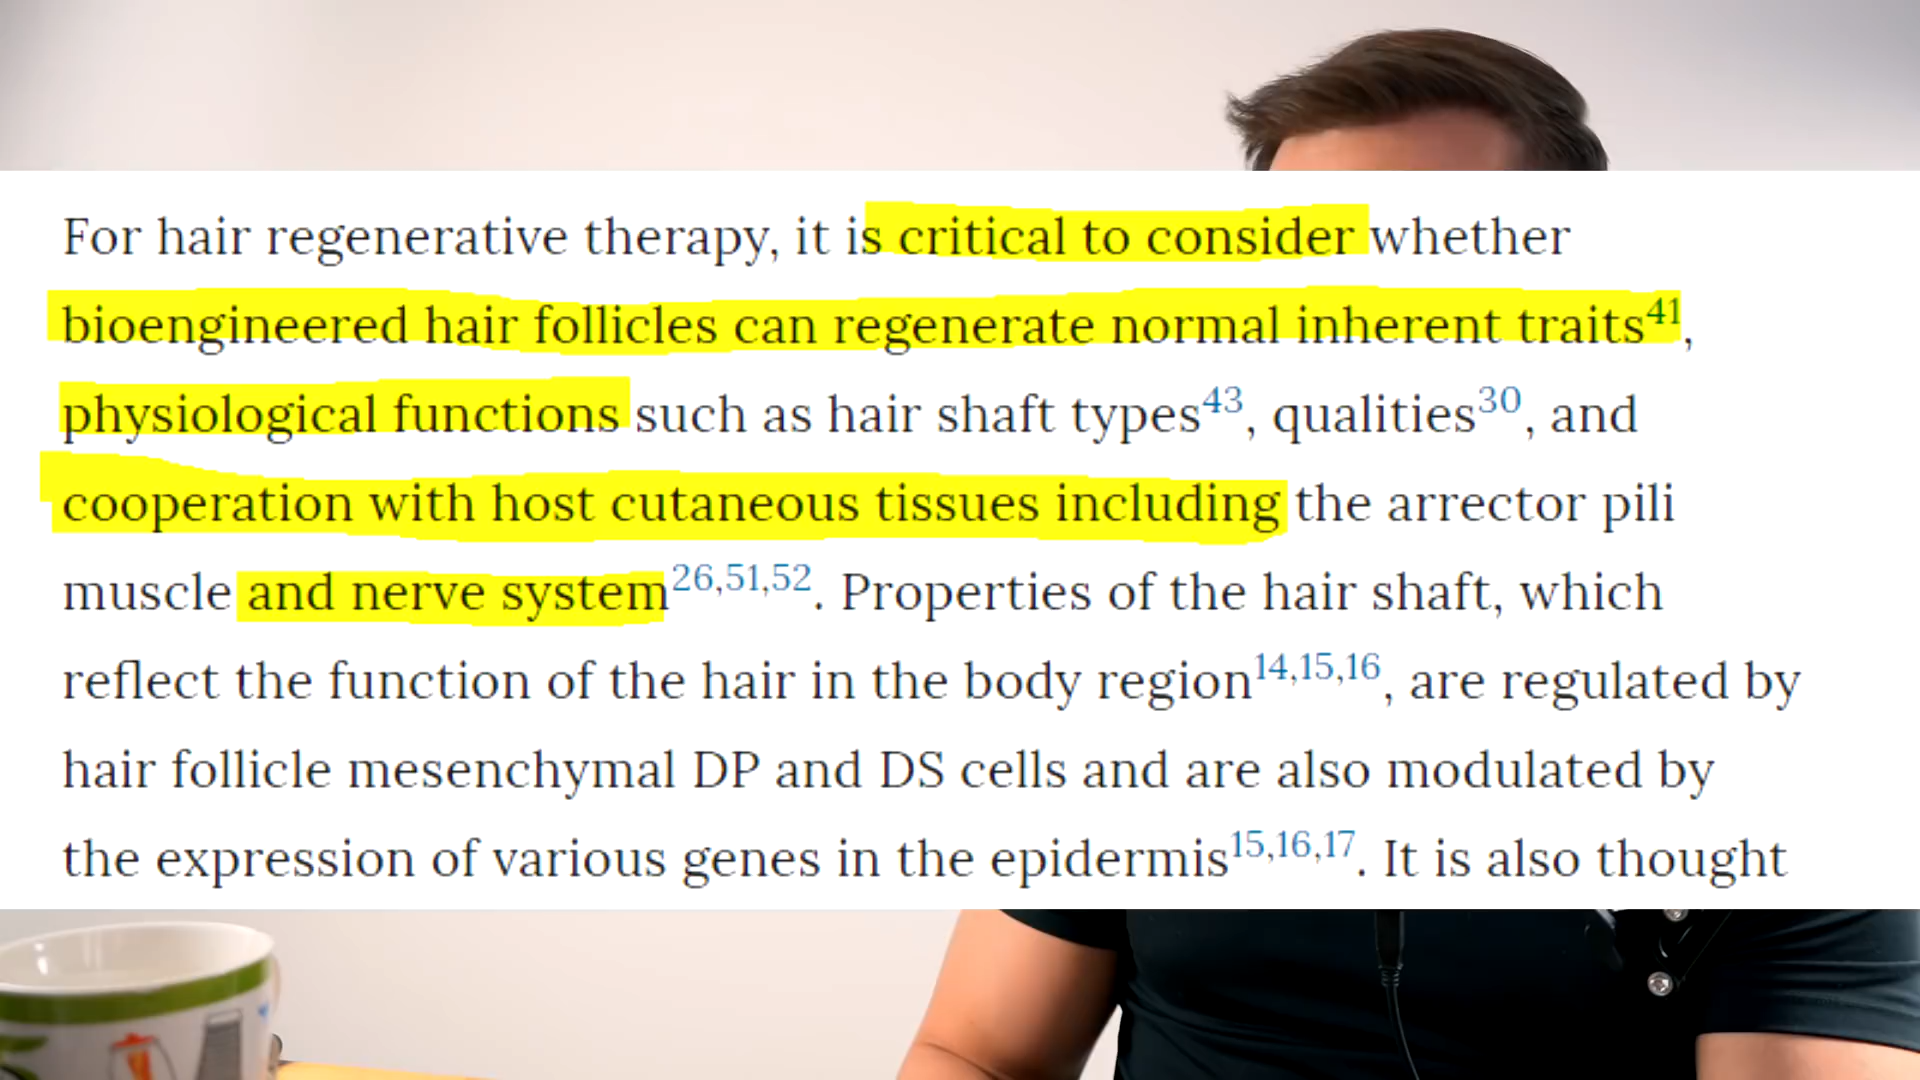 For hair regenerative therapy, it is critical to consider whether
bioengineered hair follicles can regenerate normal inherent traits41,
physiological functions such as hair shaft types43, qualities30, and
cooperation with host cutaneous tissues including the arrector pili
muscle and nerve system26,51,52. Properties of the hair shaft, which
reflect the function of the hair in the body region14,15,16, are regulated by
hair follicle mesenchymal DP and DS cells and are also modulated by
the expression of various genes in the epidermis15,16,17. It is also thought